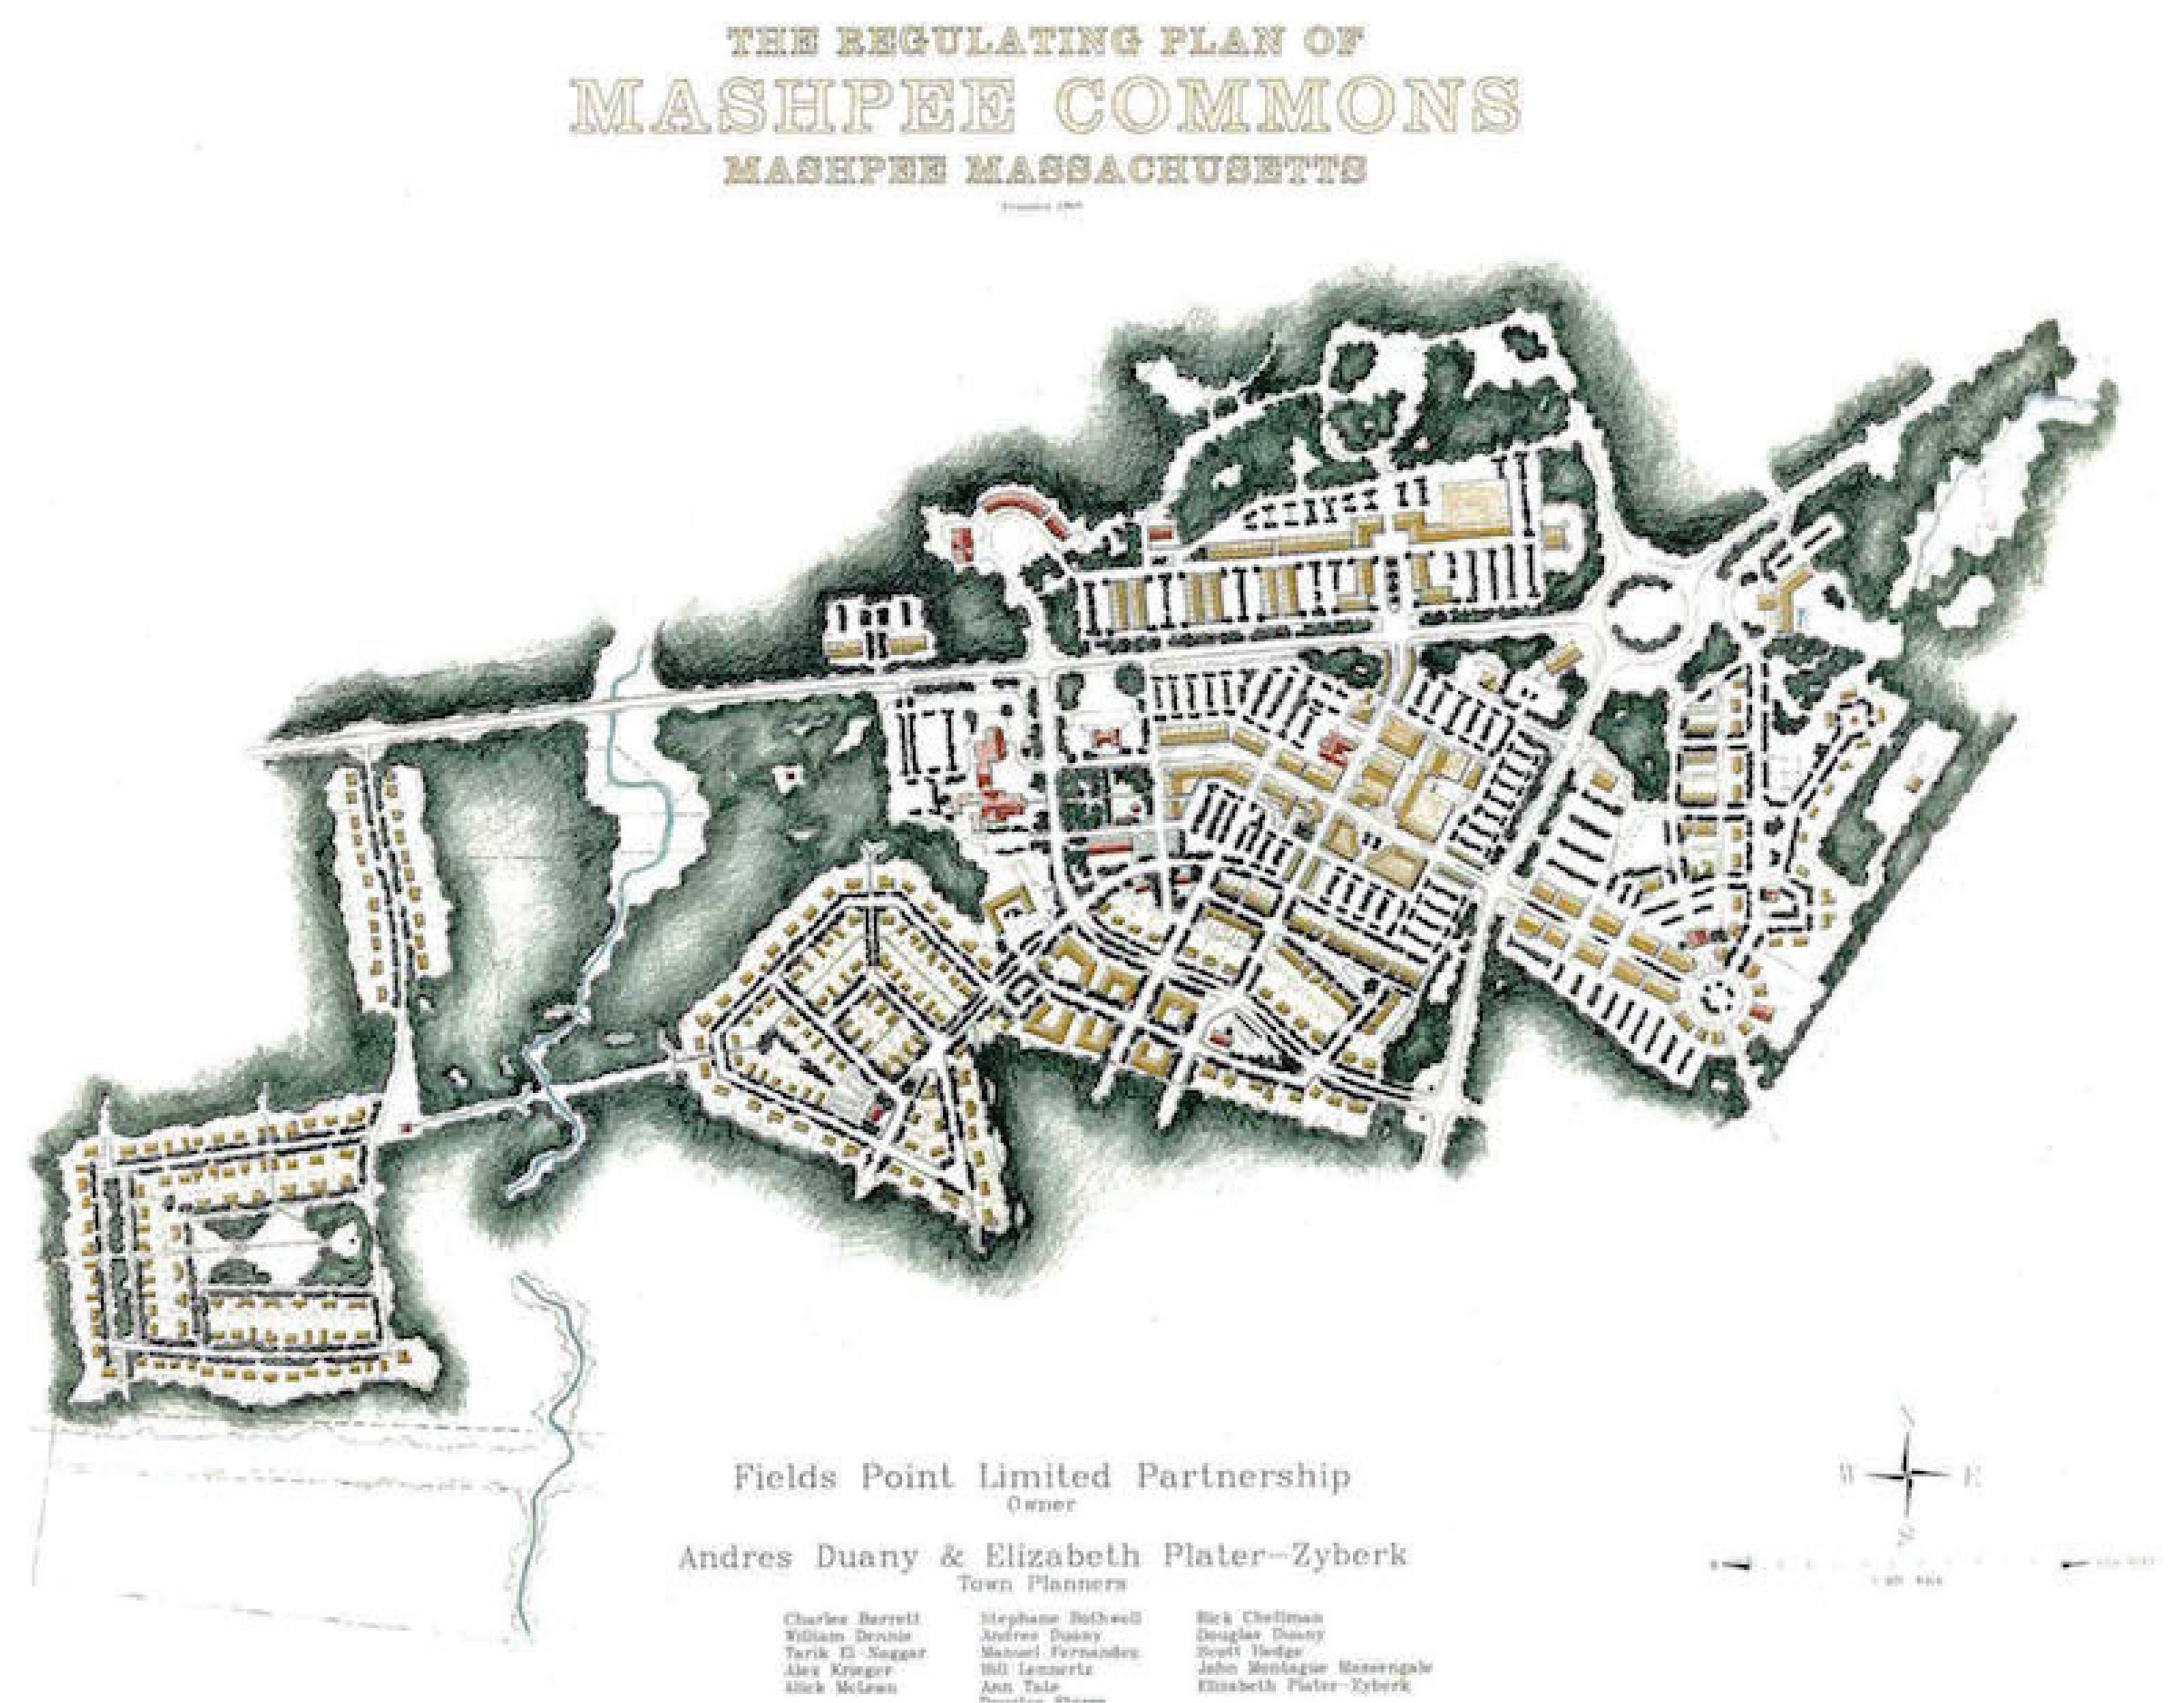 THE REGULATING PLAN OF
MASHPEE COMMONS
MASHPEE MASSACHUSETTS
W E
Fields Point Limited Partnership
Owner
Andres Duany & Elizabeth Plater-Zyberk
Town Planners
Charles Barrett Stephanie Bothwell Rick Chellman
William Dennis Andres Duany Douglas Duany
Tarik El-Naggar Manuel Fernandez Scott Hedge
Alex Krieger Bill Lennertz John Montague Massengale
Alick McLean Ann Tate Elizabeth Plater-Zyberk